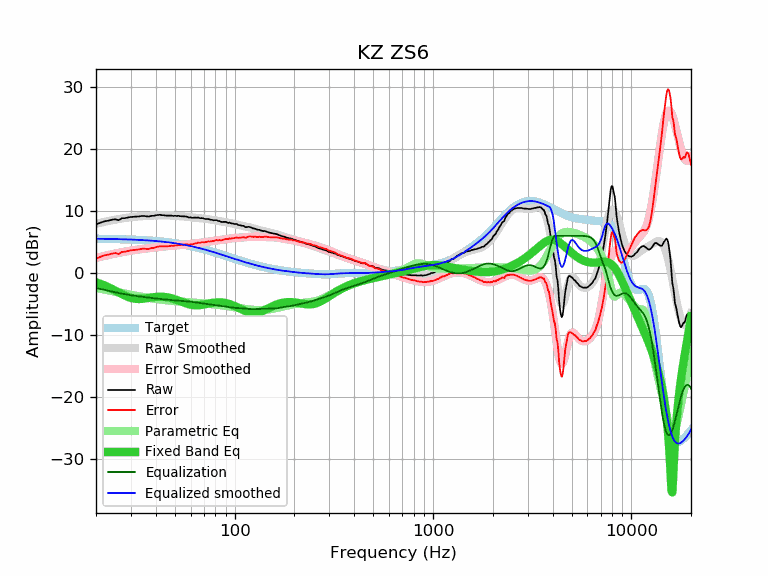 KZ ZS6
Amplitude (dBr)
30
20
10
0
−10
−20
−30
Target
Raw Smoothed
Error Smoothed
Raw
Error
Parametric Eq
Fixed Band Eq
Equalization
Equalized smoothed
100
1000
10000
Frequency (Hz)